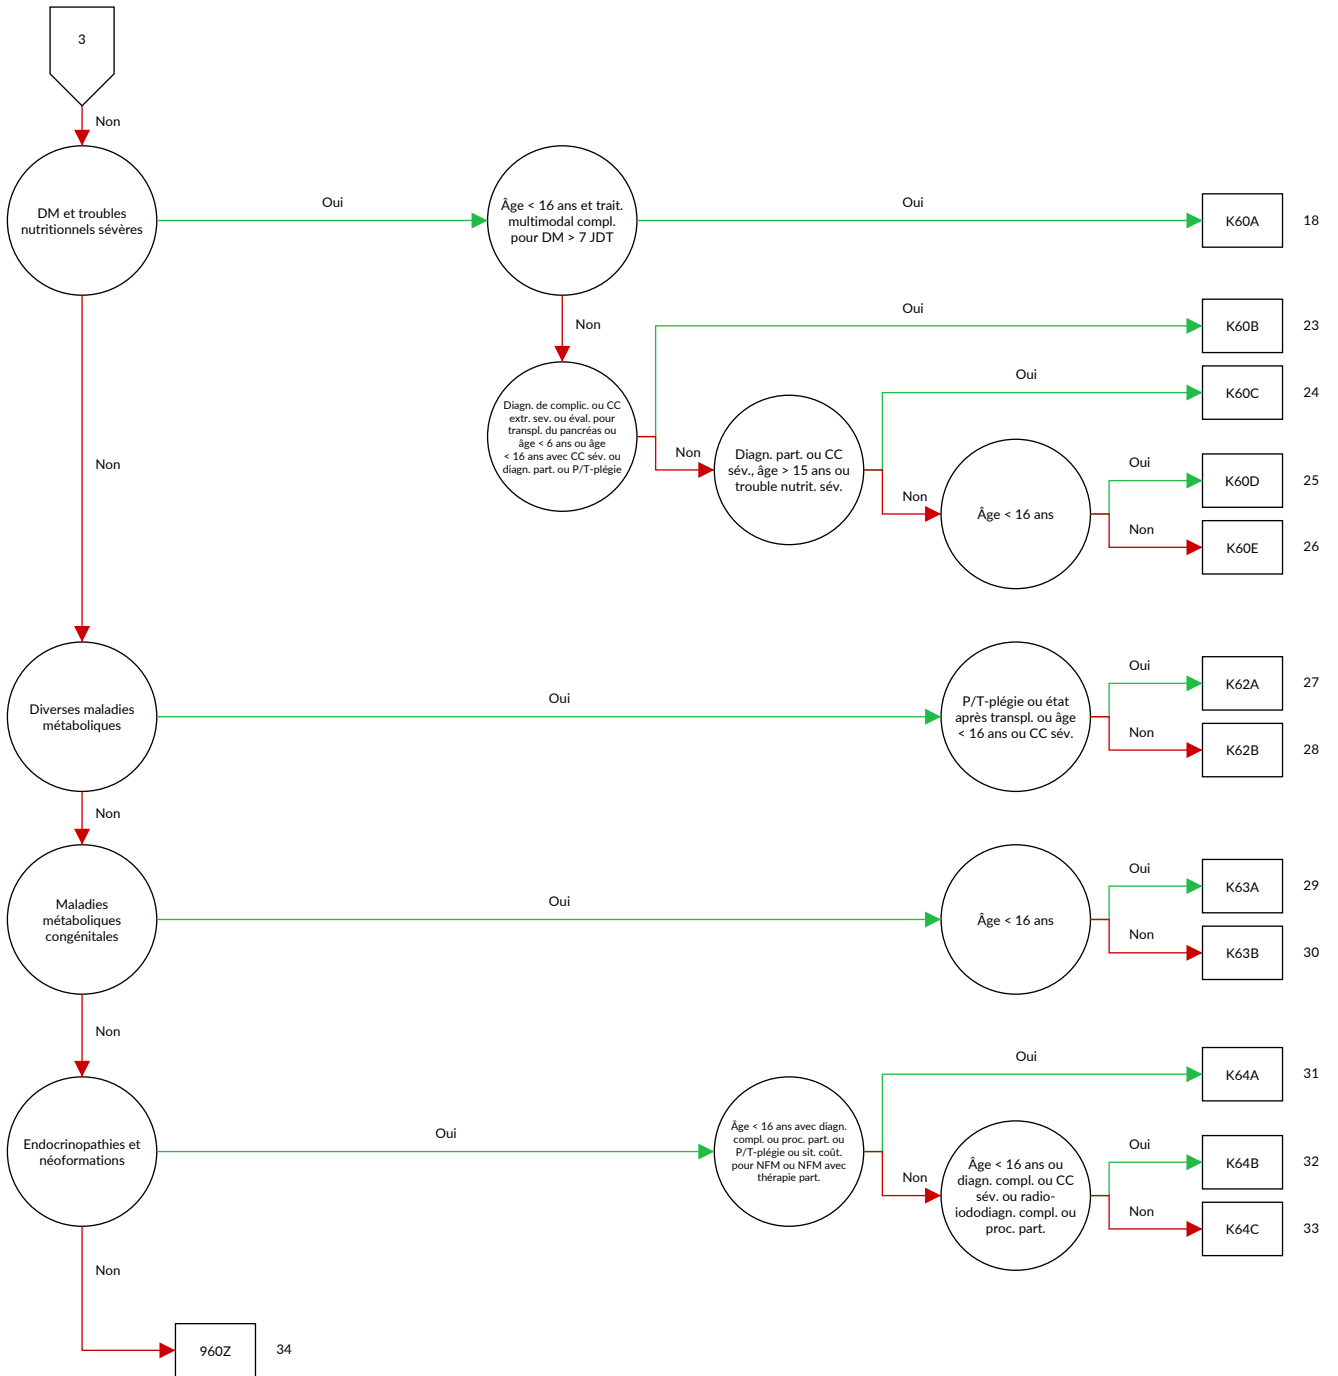 3
Non
DM et troubles
nutritionnels sévères
Oui
Âge < 16 ans et trait.
multimodal compl.
pour DM > 7 JDT
Oui
K60A
18
Non
Oui
K60B
23
Diagn. de complic. ou CC
extr. sev. ou éval. pour
transpl. du pancréas ou
âge < 6 ans ou âge
< 16 ans avec CC sév. ou
diagn. part. ou P/T-plégie
Non
Diagn. part. ou CC
sév., âge > 15 ans ou
trouble nutrit. sév.
Oui
K60C
24
Non
Âge < 16 ans
Oui
K60D
25
Non
K60E
26
Non
Diverses maladies
métaboliques
Oui
P/T-plégie ou état
après transpl. ou âge
< 16 ans ou CC sév.
Oui
K62A
27
Non
K62B
28
Non
Maladies
métaboliques
congénitales
Oui
Âge < 16 ans
Oui
K63A
29
Non
K63B
30
Non
Endocrinopathies et
néoformations
Oui
Âge < 16 ans avec diagn.
compl. ou proc. part. ou
P/T-plégie ou sit. coût.
pour NFM ou NFM avec
thérapie part.
Oui
K64A
31
Non
Âge < 16 ans ou
diagn. compl. ou CC
sév. ou radio-
iododiagn. compl. ou
proc. part.
Oui
K64B
32
Non
K64C
33
Non
960Z
34